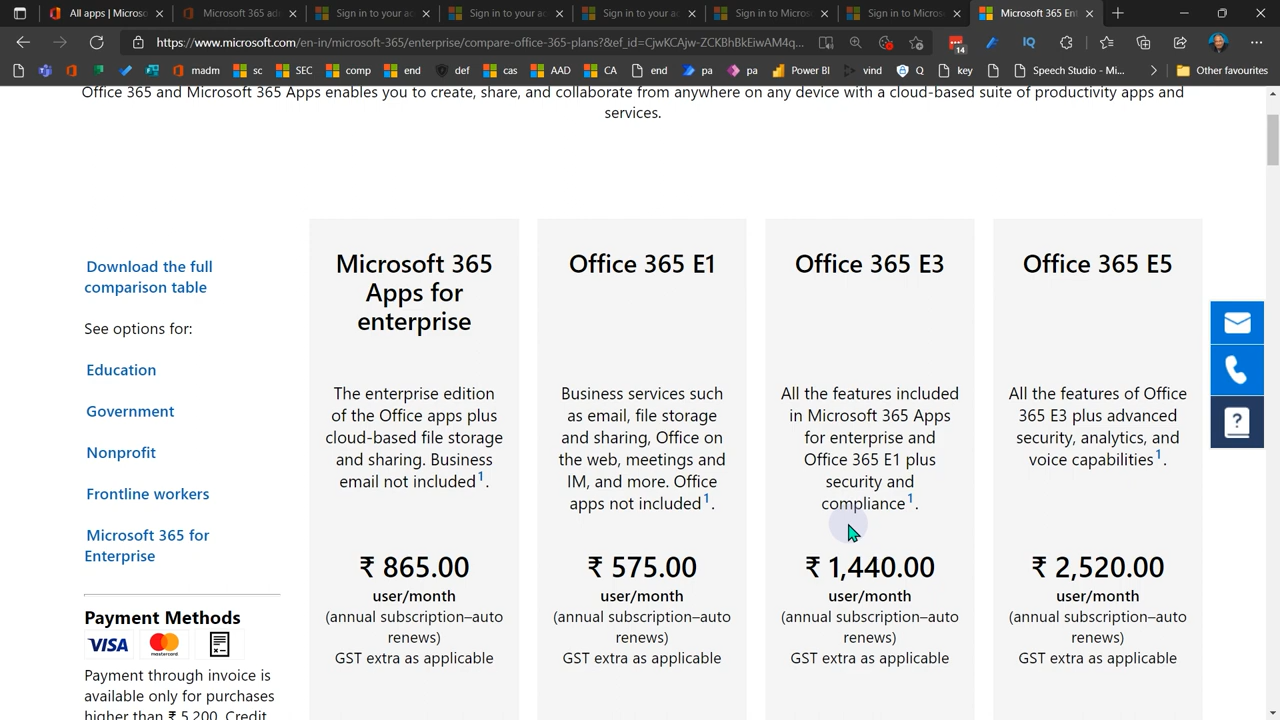 All apps | Microso
Microsoft 365 ad
Sign in to your ac
Sign in to your ac
Sign in to your ac
Sign in to Micros
Sign in to Micros
Microsoft 365 Ent
https://www.microsoft.com/en-in/microsoft-365/enterprise/compare-office-365-plans?&ef_id=CjwKCAjw-ZCKBhBkEiwAM4q...
14
IQ
madm
sc
SEC
comp
end
def
cas
AAD
CA
end
pa
pa
Power BI
vind
Q
key
Speech Studio - Mi...
Other favourites
Office 365 and Microsoft 365 Apps enables you to create, share, and collaborate from anywhere on any device with a cloud-based suite of productivity apps and
services.
Download the full
comparison table
See options for:
Education
Government
Nonprofit
Frontline workers
Microsoft 365 for
Enterprise
Payment Methods
VISA
mastercard
Payment through invoice is
available only for purchases
higher than ₹ 5,200. Credit
Microsoft 365
Apps for
enterprise
The enterprise edition
of the Office apps plus
cloud-based file storage
and sharing. Business
email not included1.
₹ 865.00
user/month
(annual subscription–auto
renews)
GST extra as applicable
Office 365 E1
Business services such
as email, file storage
and sharing, Office on
the web, meetings and
IM, and more. Office
apps not included1.
₹ 575.00
user/month
(annual subscription–auto
renews)
GST extra as applicable
Office 365 E3
All the features included
in Microsoft 365 Apps
for enterprise and
Office 365 E1 plus
security and
compliance1.
₹ 1,440.00
user/month
(annual subscription–auto
renews)
GST extra as applicable
Office 365 E5
All the features of Office
365 E3 plus advanced
security, analytics, and
voice capabilities1.
₹ 2,520.00
user/month
(annual subscription–auto
renews)
GST extra as applicable